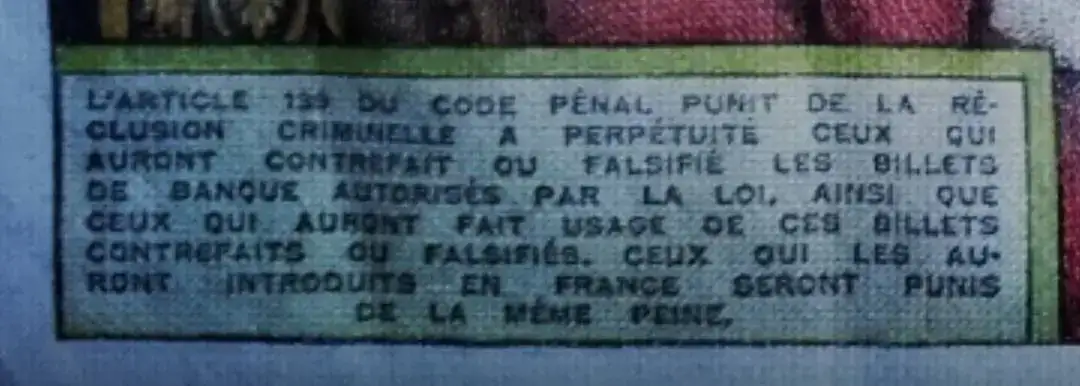 L'ARTICLE 139 DU CODE PÉNAL PUNIT DE LA RÉ-
CLUSION CRIMINELLE A PERPÉTUITÉ CEUX QUI
AURONT CONTREFAIT OU FALSIFIÉ LES BILLETS
DE BANQUE AUTORISÉS PAR LA LOI, AINSI QUE
CEUX QUI AURONT FAIT USAGE DE CES BILLETS
CONTREFAITS OU FALSIFIÉS. CEUX QUI LES AU-
RONT INTRODUITS EN FRANCE SERONT PUNIS
DE LA MÊME PEINE.